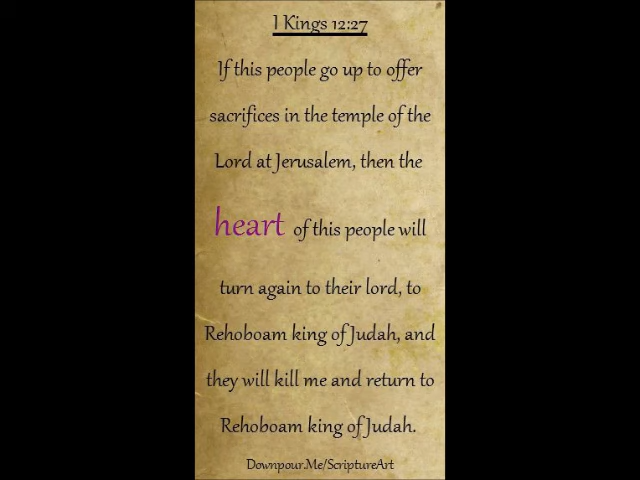 1 Kings 12:27
If this people go up to offer
sacrifices in the temple of the
Lord at Jerusalem, then the
heart of this people will
turn again to their lord, to
Rehoboam king of Judah, and
they will kill me and return to
Rehoboam king of Judah.
Downpour.Me/ScriptureArt